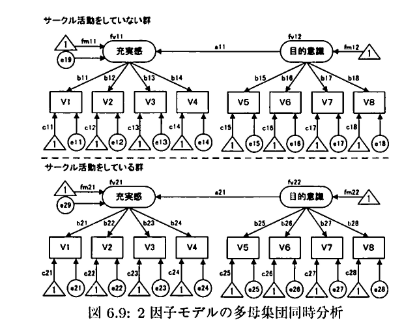 サークル活動をしていない群
fv11 fv12
1 fm11 充実感 a11 目的意識 fm12 1
e19
b11 b12 b13 b14 b15 b16 b17 b18
V1 V2 V3 V4 V5 V6 V7 V8
c11 c12 c13 c14 c15 c16 c17 c18
1 e11 1 e12 1 e13 1 e14 1 e15 1 e16 1 e17 1 e18
サークル活動をしている群
fv21 fv22
1 fm21 充実感 a21 目的意識 fm22 1
e29
b21 b22 b23 b24 b25 b26 b27 b28
V1 V2 V3 V4 V5 V6 V7 V8
c21 c22 c23 c24 c25 c26 c27 c28
1 e21 1 e22 1 e23 1 e24 1 e25 1 e26 1 e27 1 e28
図 6.9: 2 因子モデルの多母集団同時分析